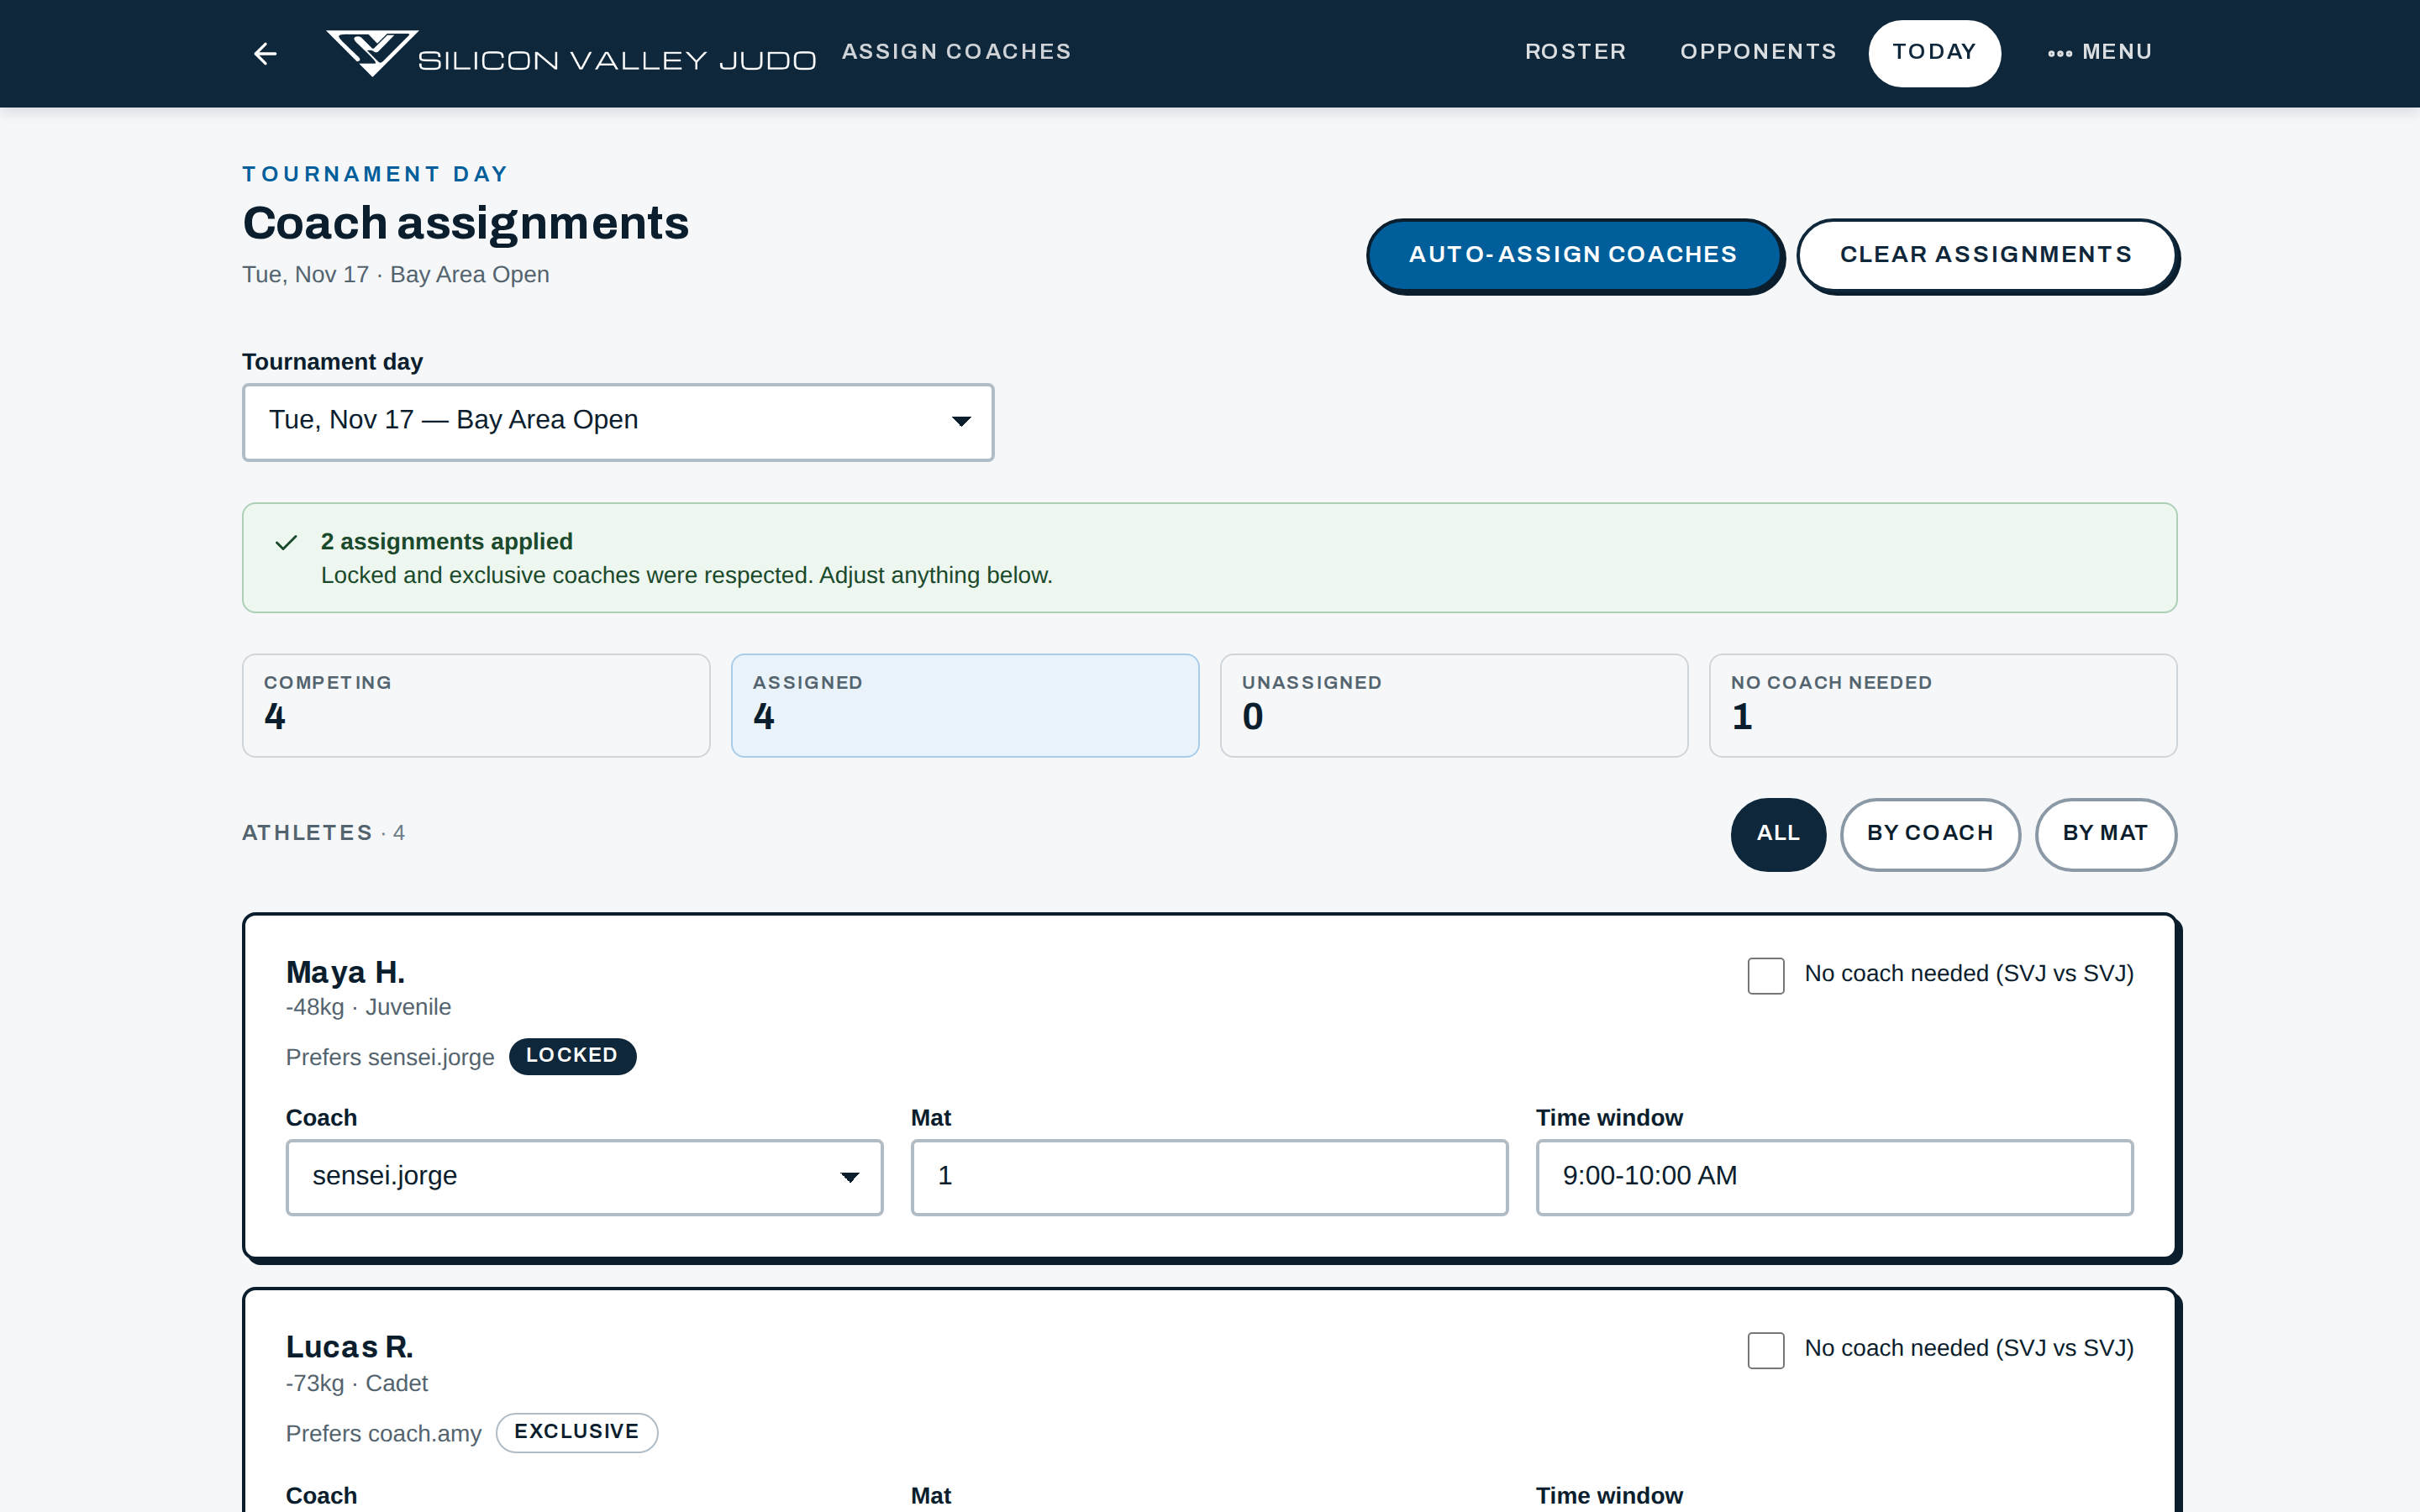 SILICON VALLEY JUDO ASSIGN COACHES ROSTER OPPONENTS TODAY MENU
TOURNAMENT DAY
Coach assignments
Tue, Nov 17 · Bay Area Open
AUTO-ASSIGN COACHES CLEAR ASSIGNMENTS
Tournament day
Tue, Nov 17 — Bay Area Open
2 assignments applied
Locked and exclusive coaches were respected. Adjust anything below.
COMPETING ASSIGNED UNASSIGNED NO COACH NEEDED
4 4 0 1
ATHLETES · 4 ALL BY COACH BY MAT
Maya H. No coach needed (SVJ vs SVJ)
-48kg · Juvenile
Prefers sensei.jorge LOCKED
Coach Mat Time window
sensei.jorge 1 9:00-10:00 AM
Lucas R. No coach needed (SVJ vs SVJ)
-73kg · Cadet
Prefers coach.amy EXCLUSIVE
Coach Mat Time window